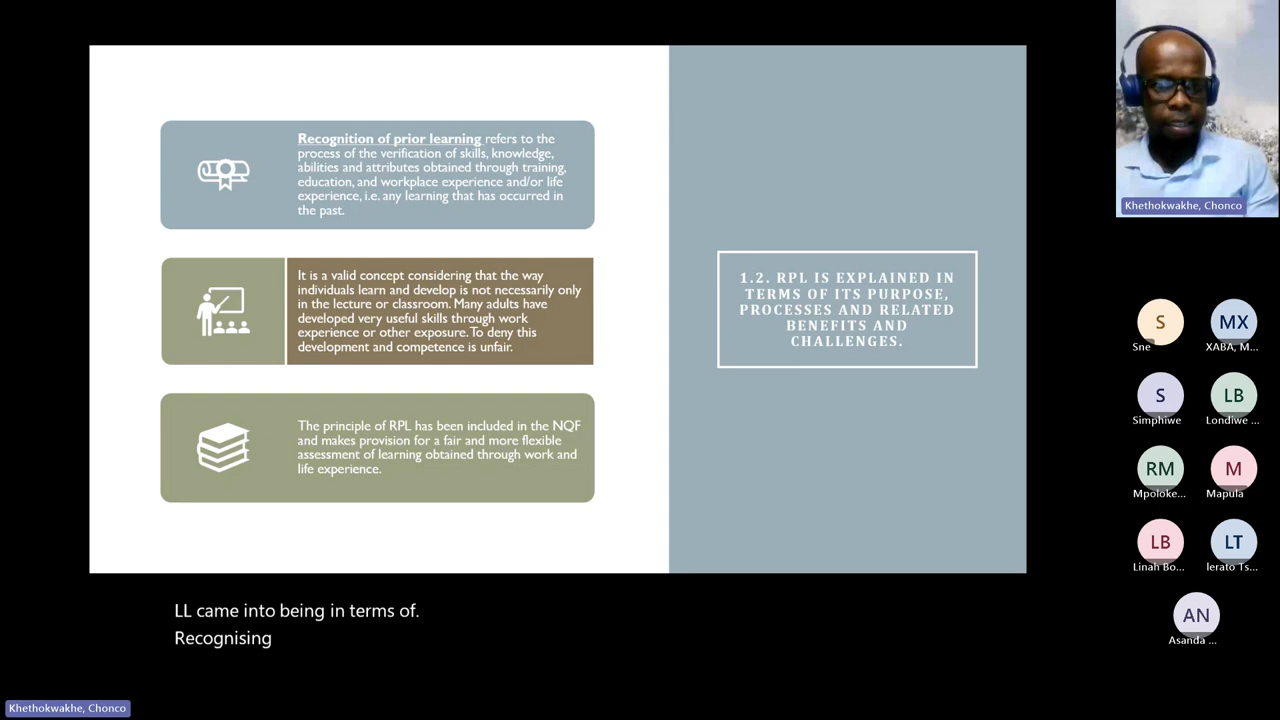 Recognition of prior learning refers to the
process of the verification of skills, knowledge,
abilities and attributes obtained through training,
education, and workplace experience and/or life
experience, i.e. any learning that has occurred in
the past.
It is a valid concept considering that the way
individuals learn and develop is not necessarily only
in the lecture or classroom. Many adults have
developed very useful skills through work
experience or other exposure. To deny this
development and competence is unfair.
The principle of RPL has been included in the NQF
and makes provision for a fair and more flexible
assessment of learning obtained through work and
life experience.
1.2. RPL IS EXPLAINED IN
TERMS OF ITS PURPOSE,
PROCESSES AND RELATED
BENEFITS AND
CHALLENGES.
Khethokwakhe, Chonco
S MX
Sne XABA, M...
S LB
Simphiwe Londiwe ...
RM M
Mpoloke... Mapula
LB LT
Linah Bo... lerato Ts...
AN
Asanda ...
LL came into being in terms of.
Recognising
Khethokwakhe, Chonco